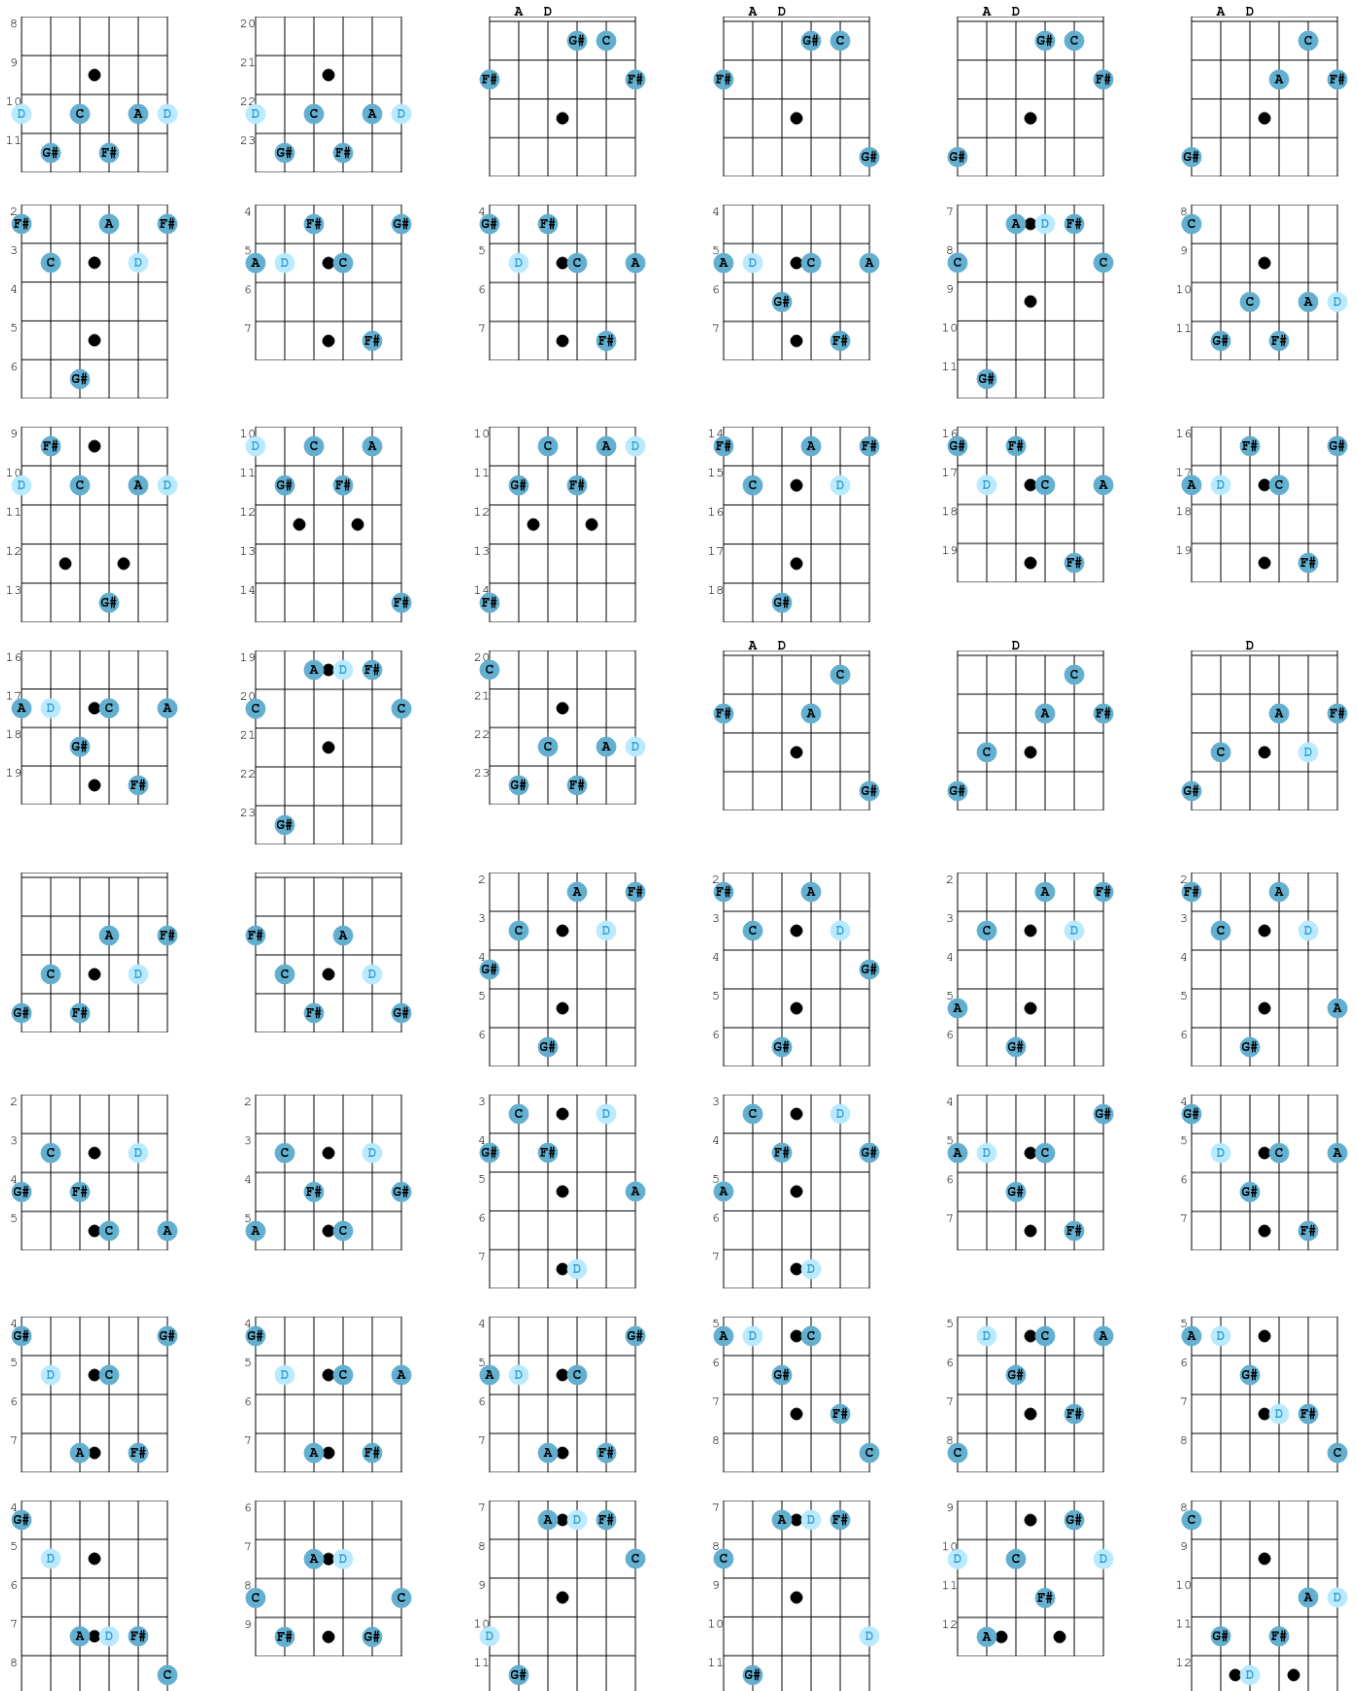 8
9
10 D C A D
11 G# F#
20
21
22 D C A D
23 G# F#
A D
G# C
F# F#
A D
G# C
F#
G#
A D
G# C
F#
G#
A D
C
A F#
G#
2 F# A F#
3 C D
4
5
6 G#
4 F# G#
5 A D C
6
7 F#
4 G# F#
5 D C A
6
7 F#
4
5 A D C A
6 G#
7 F#
7 A D F#
8 C C
9
10
11 G#
8 C
9
10 C A D
11 G# F#
9 F#
10 D C A D
11
12
13 G#
10 D C A
11 G# F#
12
13
14 F#
10 C A D
11 G# F#
12
13
14 F#
14 F# A F#
15 C D
16
17
18 G#
16 G# F#
17 D C A
18
19 F#
16 F# G#
17 A D C
18
19 F#
16
17 A D C A
18 G#
19 F#
19 A D F#
20 C C
21
22
23 G#
20 C
21
22 C A D
23 G# F#
A D
C
F# A
G#
D
C
A F#
C
G#
D
A F#
C D
G#
A F#
C D
G# F#
F# A
C D
F# G#
2 A F#
3 C D
4 G#
5
6 G#
2 F# A
3 C D
4 G#
5
6 G#
2 A F#
3 C D
4
5 A
6 G#
2 F# A
3 C D
4
5 A
6 G#
2
3 C D
4 G# F#
5 C A
2
3 C D
4 F# G#
5 A C
3 C D
4 G# F#
5 A
6
7 D
3 C D
4 F# G#
5 A
6
7 D
4 G#
5 A D C
6 G#
7 F#
4 G#
5 D C A
6 G#
7 F#
4 G# G#
5 D C
6
7 A F#
4 G#
5 D C A
6
7 A F#
4 G#
5 A D C
6
7 A F#
5 A D C
6 G#
7 F#
8 C
5 D C A
6 G#
7 F#
8 C
5 A D
6 G#
7 D F#
8 C
4 G#
5 D
6
7 A D F#
8 C
6
7 A D
8 C C
9 F# G#
7 A D F#
8 C
9
10 D
11 G#
7 A D F#
8 C
9
10 D
11 G#
9 G#
10 D C D
11 F#
12 A
8 C
9
10 A D
11 G# F#
12 D